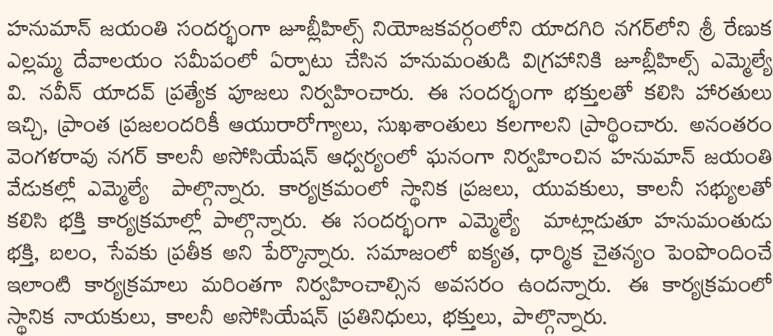 హనుమాన్ జయంతి సందర్భంగా జూబ్లీహిల్స్ నియోజకవర్గంలోని యాదగిరి నగర్‌లోని శ్రీ రేణుక
ఎల్లమ్మ దేవాలయం సమీపంలో ఏర్పాటు చేసిన హనుమంతుడి విగ్రహానికి జూబ్లీహిల్స్ ఎమ్మెల్యే
వి. నవీన్ యాదవ్ ప్రత్యేక పూజలు నిర్వహించారు. ఈ సందర్భంగా భక్తులతో కలిసి హారతులు
ఇచ్చి, ప్రాంత ప్రజలందరికీ ఆయురారోగ్యాలు, సుఖశాంతులు కలగాలని ప్రార్థించారు. అనంతరం
వెంగళరావు నగర్ కాలనీ అసోసియేషన్ ఆధ్వర్యంలో ఘనంగా నిర్వహించిన హనుమాన్ జయంతి
వేడుకల్లో ఎమ్మెల్యే పాల్గొన్నారు. కార్యక్రమంలో స్థానిక ప్రజలు, యువకులు, కాలనీ సభ్యులతో
కలిసి భక్తి కార్యక్రమాల్లో పాల్గొన్నారు. ఈ సందర్భంగా ఎమ్మెల్యే మాట్లాడుతూ హనుమంతుడు
భక్తి, బలం, సేవకు ప్రతీక అని పేర్కొన్నారు. సమాజంలో ఐక్యత, ధార్మిక చైతన్యం పెంపొందించే
ఇలాంటి కార్యక్రమాలు మరింతగా నిర్వహించాల్సిన అవసరం ఉందన్నారు. ఈ కార్యక్రమంలో
స్థానిక నాయకులు, కాలనీ అసోసియేషన్ ప్రతినిధులు, భక్తులు, పాల్గొన్నారు.